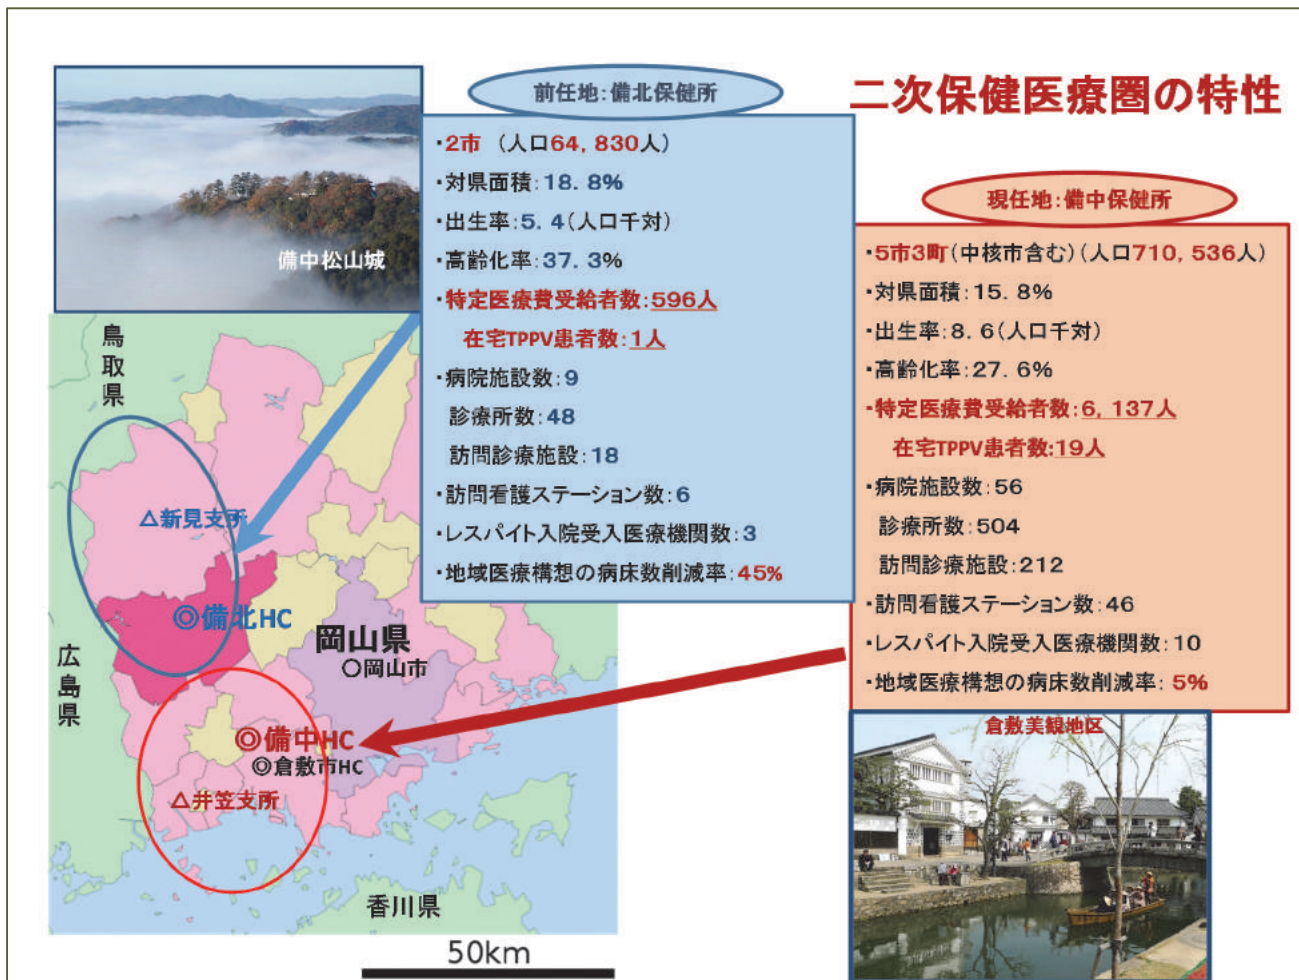 二次保健医療圏の特性
備中松山城
前任地：備北保健所
・2市 （人口64，830人）
・対県面積：18．8%
・出生率：5．4（人口千対）
・高齢化率：37．3%
・特定医療費受給者数：596人
在宅TPPV患者数：1人
・病院施設数：9
診療所数：48
訪問診療施設：18
・訪問看護ステーション数：6
・レスパイト入院受入医療機関数：3
・地域医療構想の病床数削減率：45%
現任地：備中保健所
・5市3町（中核市含む）（人口710，536人）
・対県面積：15．8%
・出生率：8．6（人口千対）
・高齢化率：27．6%
・特定医療費受給者数：6，137人
在宅TPPV患者数:19人
・病院施設数：56
診療所数：504
訪問診療施設：212
・訪問看護ステーション数：46
・レスパイト入院受入医療機関数：10
・地域医療構想の病床数削減率：5%
倉敷美観地区
鳥取県
△新見支所
◎備北HC
岡山県
○岡山市
広島県
◎備中HC
◎倉敷市HC
△井笠支所
香川県
50km